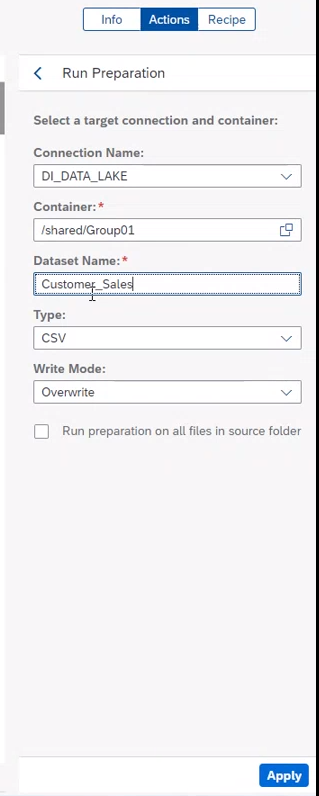 Info Actions Recipe
Run Preparation
Select a target connection and container:
Connection Name:
DI_DATA_LAKE
Container:*
/shared/Group01
Dataset Name:*
Customer_Sales
Type:
CSV
Write Mode:
Overwrite
Run preparation on all files in source folder
Apply